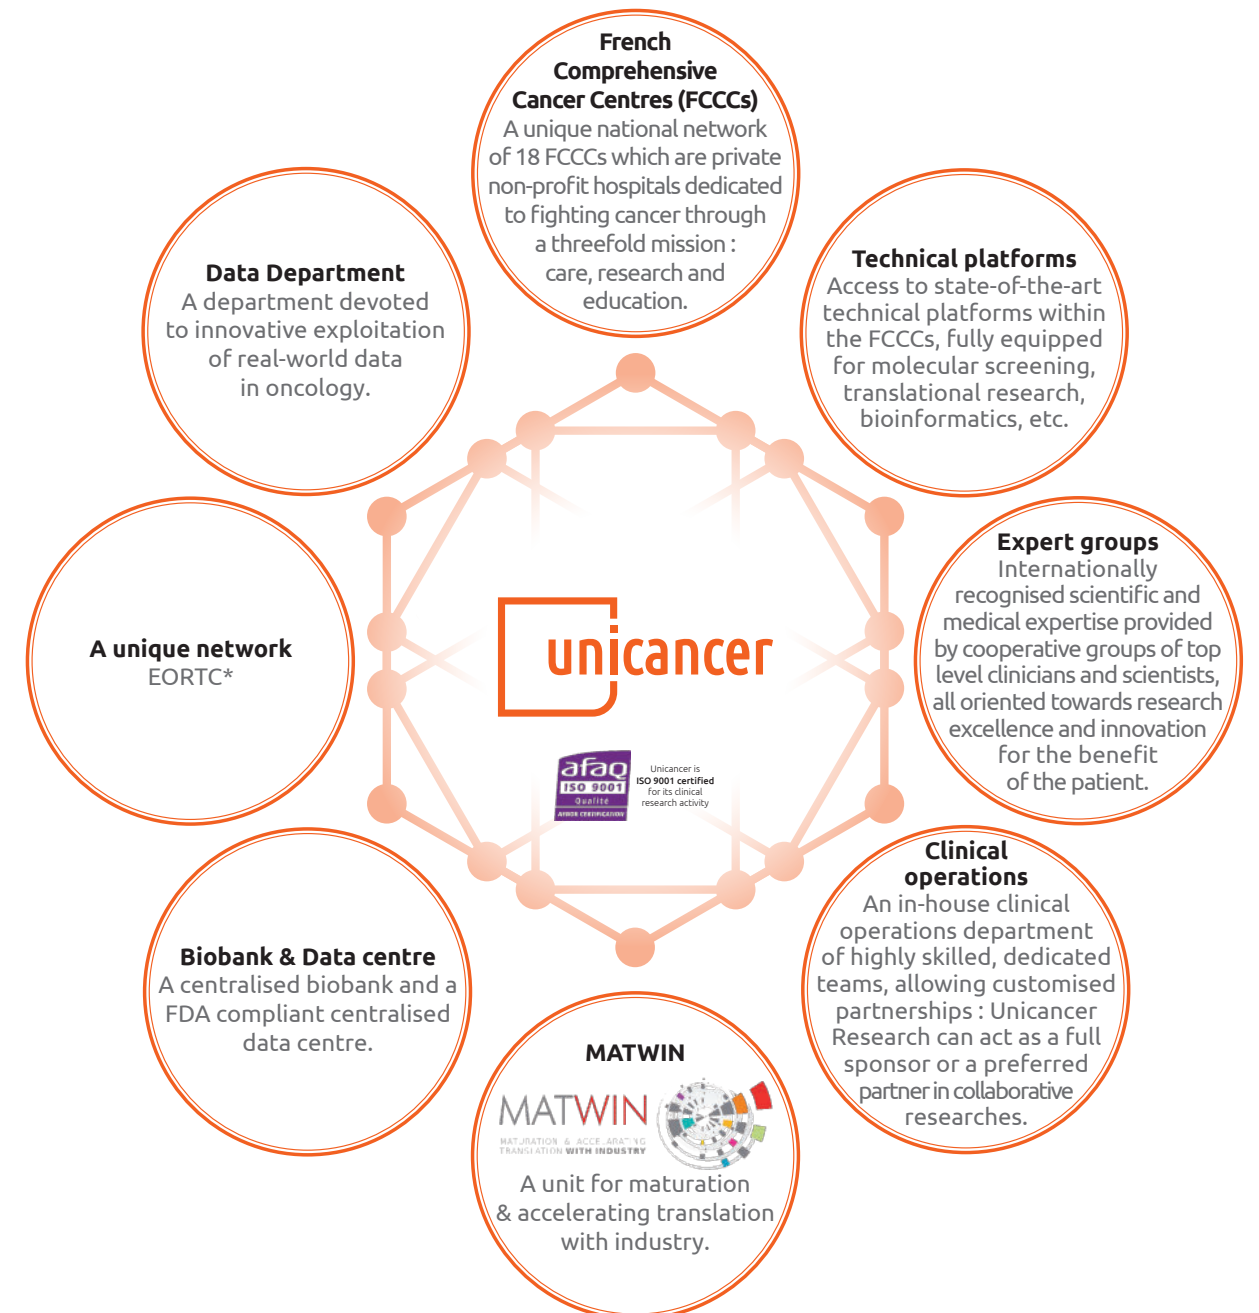 French
Comprehensive
Cancer Centres (FCCCs)
A unique national network
of 18 FCCCs which are private
non-profit hospitals dedicated
to fighting cancer through
a threefold mission :
care, research and
education.
Technical platforms
Access to state-of-the-art
technical platforms within
the FCCCs, fully equipped
for molecular screening,
translational research,
bioinformatics, etc.
Expert groups
Internationally
recognised scientific and
medical expertise provided
by cooperative groups of top
level clinicians and scientists,
all oriented towards research
excellence and innovation
for the benefit
of the patient.
Clinical
operations
An in-house clinical
operations department
of highly skilled, dedicated
teams, allowing customised
partnerships : Unicancer
Research can act as a full
sponsor or a preferred
partner in collaborative
researches.
MATWIN
MATWIN
MATURATION & ACCELERATING
TRANSLATION WITH INDUSTRY
A unit for maturation
& accelerating translation
with industry.
Biobank & Data centre
A centralised biobank and a
FDA compliant centralised
data centre.
A unique network
EORTC*
Data Department
A department devoted
to innovative exploitation
of real-world data
in oncology.
unicancer
afaq
ISO 9001
Qualité
AFNOR CERTIFICATION
Unicancer is
ISO 9001 certified
for its clinical
research activity